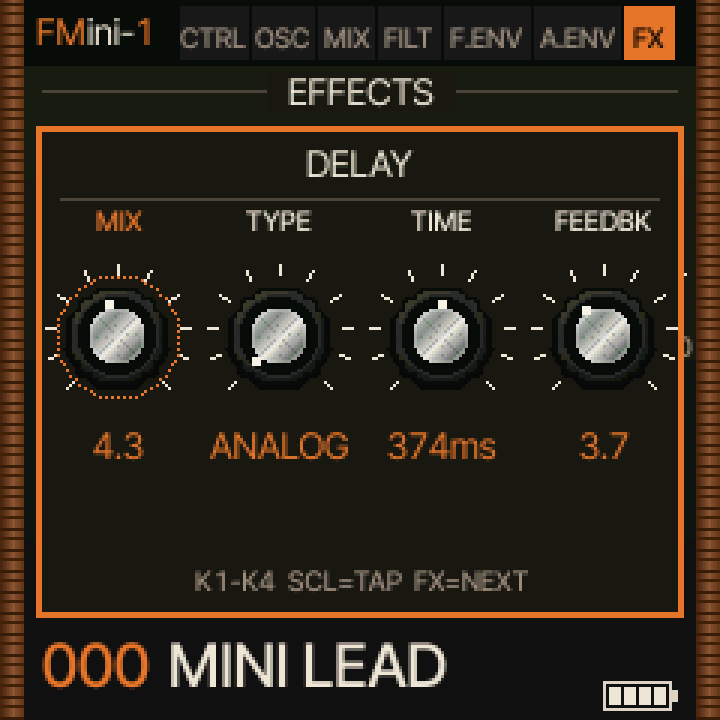 FMini-1 CTRL OSC MIX FILT F.ENV A.ENV FX
EFFECTS
DELAY
MIX TYPE TIME FEEDBK
4.3 ANALOG 374ms 3.7
K1-K4 SCL=TAP FX=NEXT
000 MINI LEAD